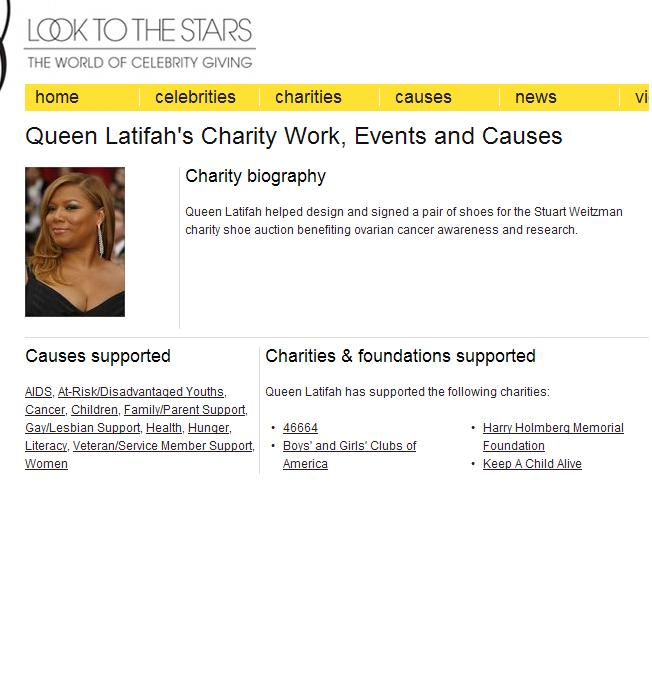 LOOK TO THE STARS
THE WORLD OF CELEBRITY GIVING
home celebrities charities causes news vi
Queen Latifah's Charity Work, Events and Causes
Charity biography
Queen Latifah helped design and signed a pair of shoes for the Stuart Weitzman
charity shoe auction benefiting ovarian cancer awareness and research.
Causes supported
AIDS, At-Risk/Disadvantaged Youths,
Cancer, Children, Family/Parent Support,
Gay/Lesbian Support, Health, Hunger,
Literacy, Veteran/Service Member Support,
Women
Charities & foundations supported
Queen Latifah has supported the following charities:
• 46664
• Boys' and Girls' Clubs of
America
• Harry Holmberg Memorial
Foundation
• Keep A Child Alive